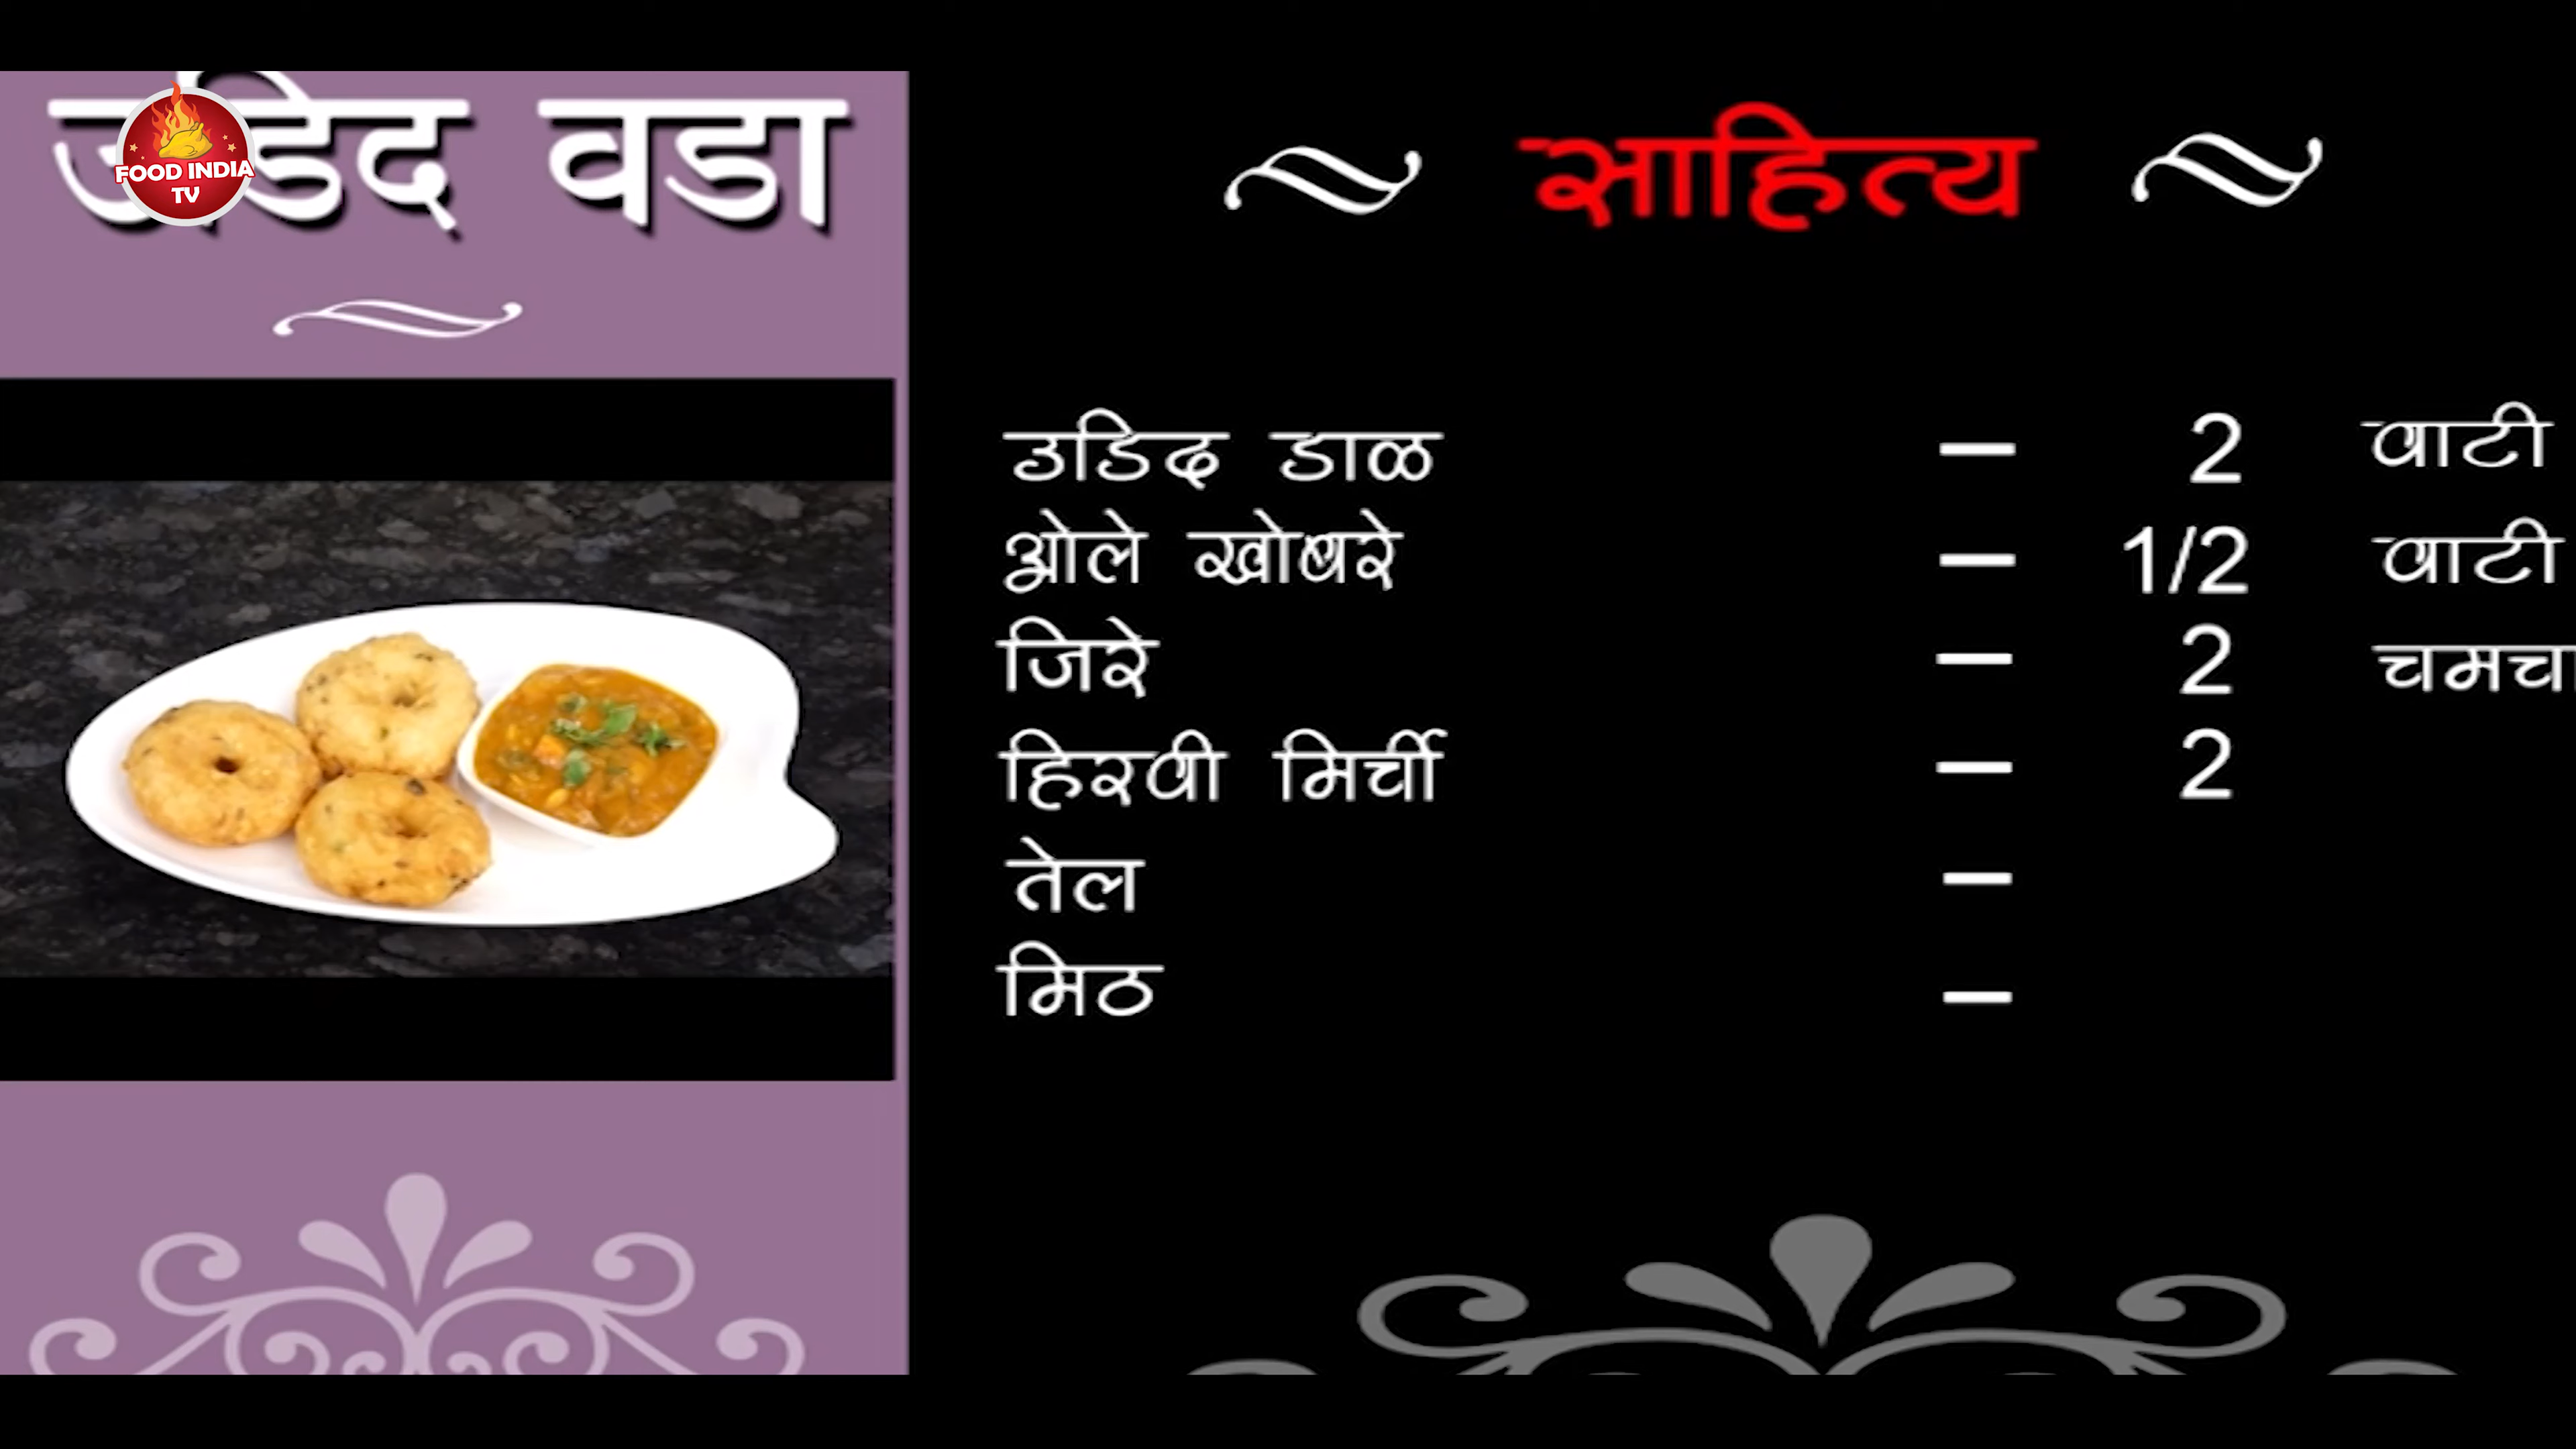 उडिद वडा
FOOD INDIA
TV
साहित्य
उडिद डाळ – 2 वाटी
ओले खोबरे – 1/2 वाटी
जिरे – 2 चमचा
हिरवी मिर्ची – 2
तेल –
मिठ –